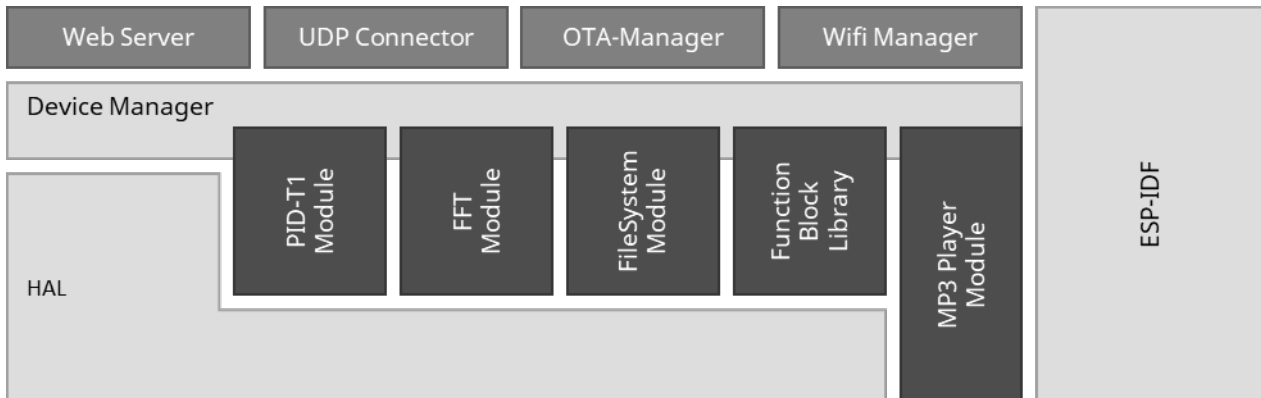 Web Server
UDP Connector
OTA-Manager
Wifi Manager
Device Manager
PID-T1
Module
FFT
Module
FileSystem
Module
Function
Block
Library
MP3 Player
Module
HAL
ESP-IDF